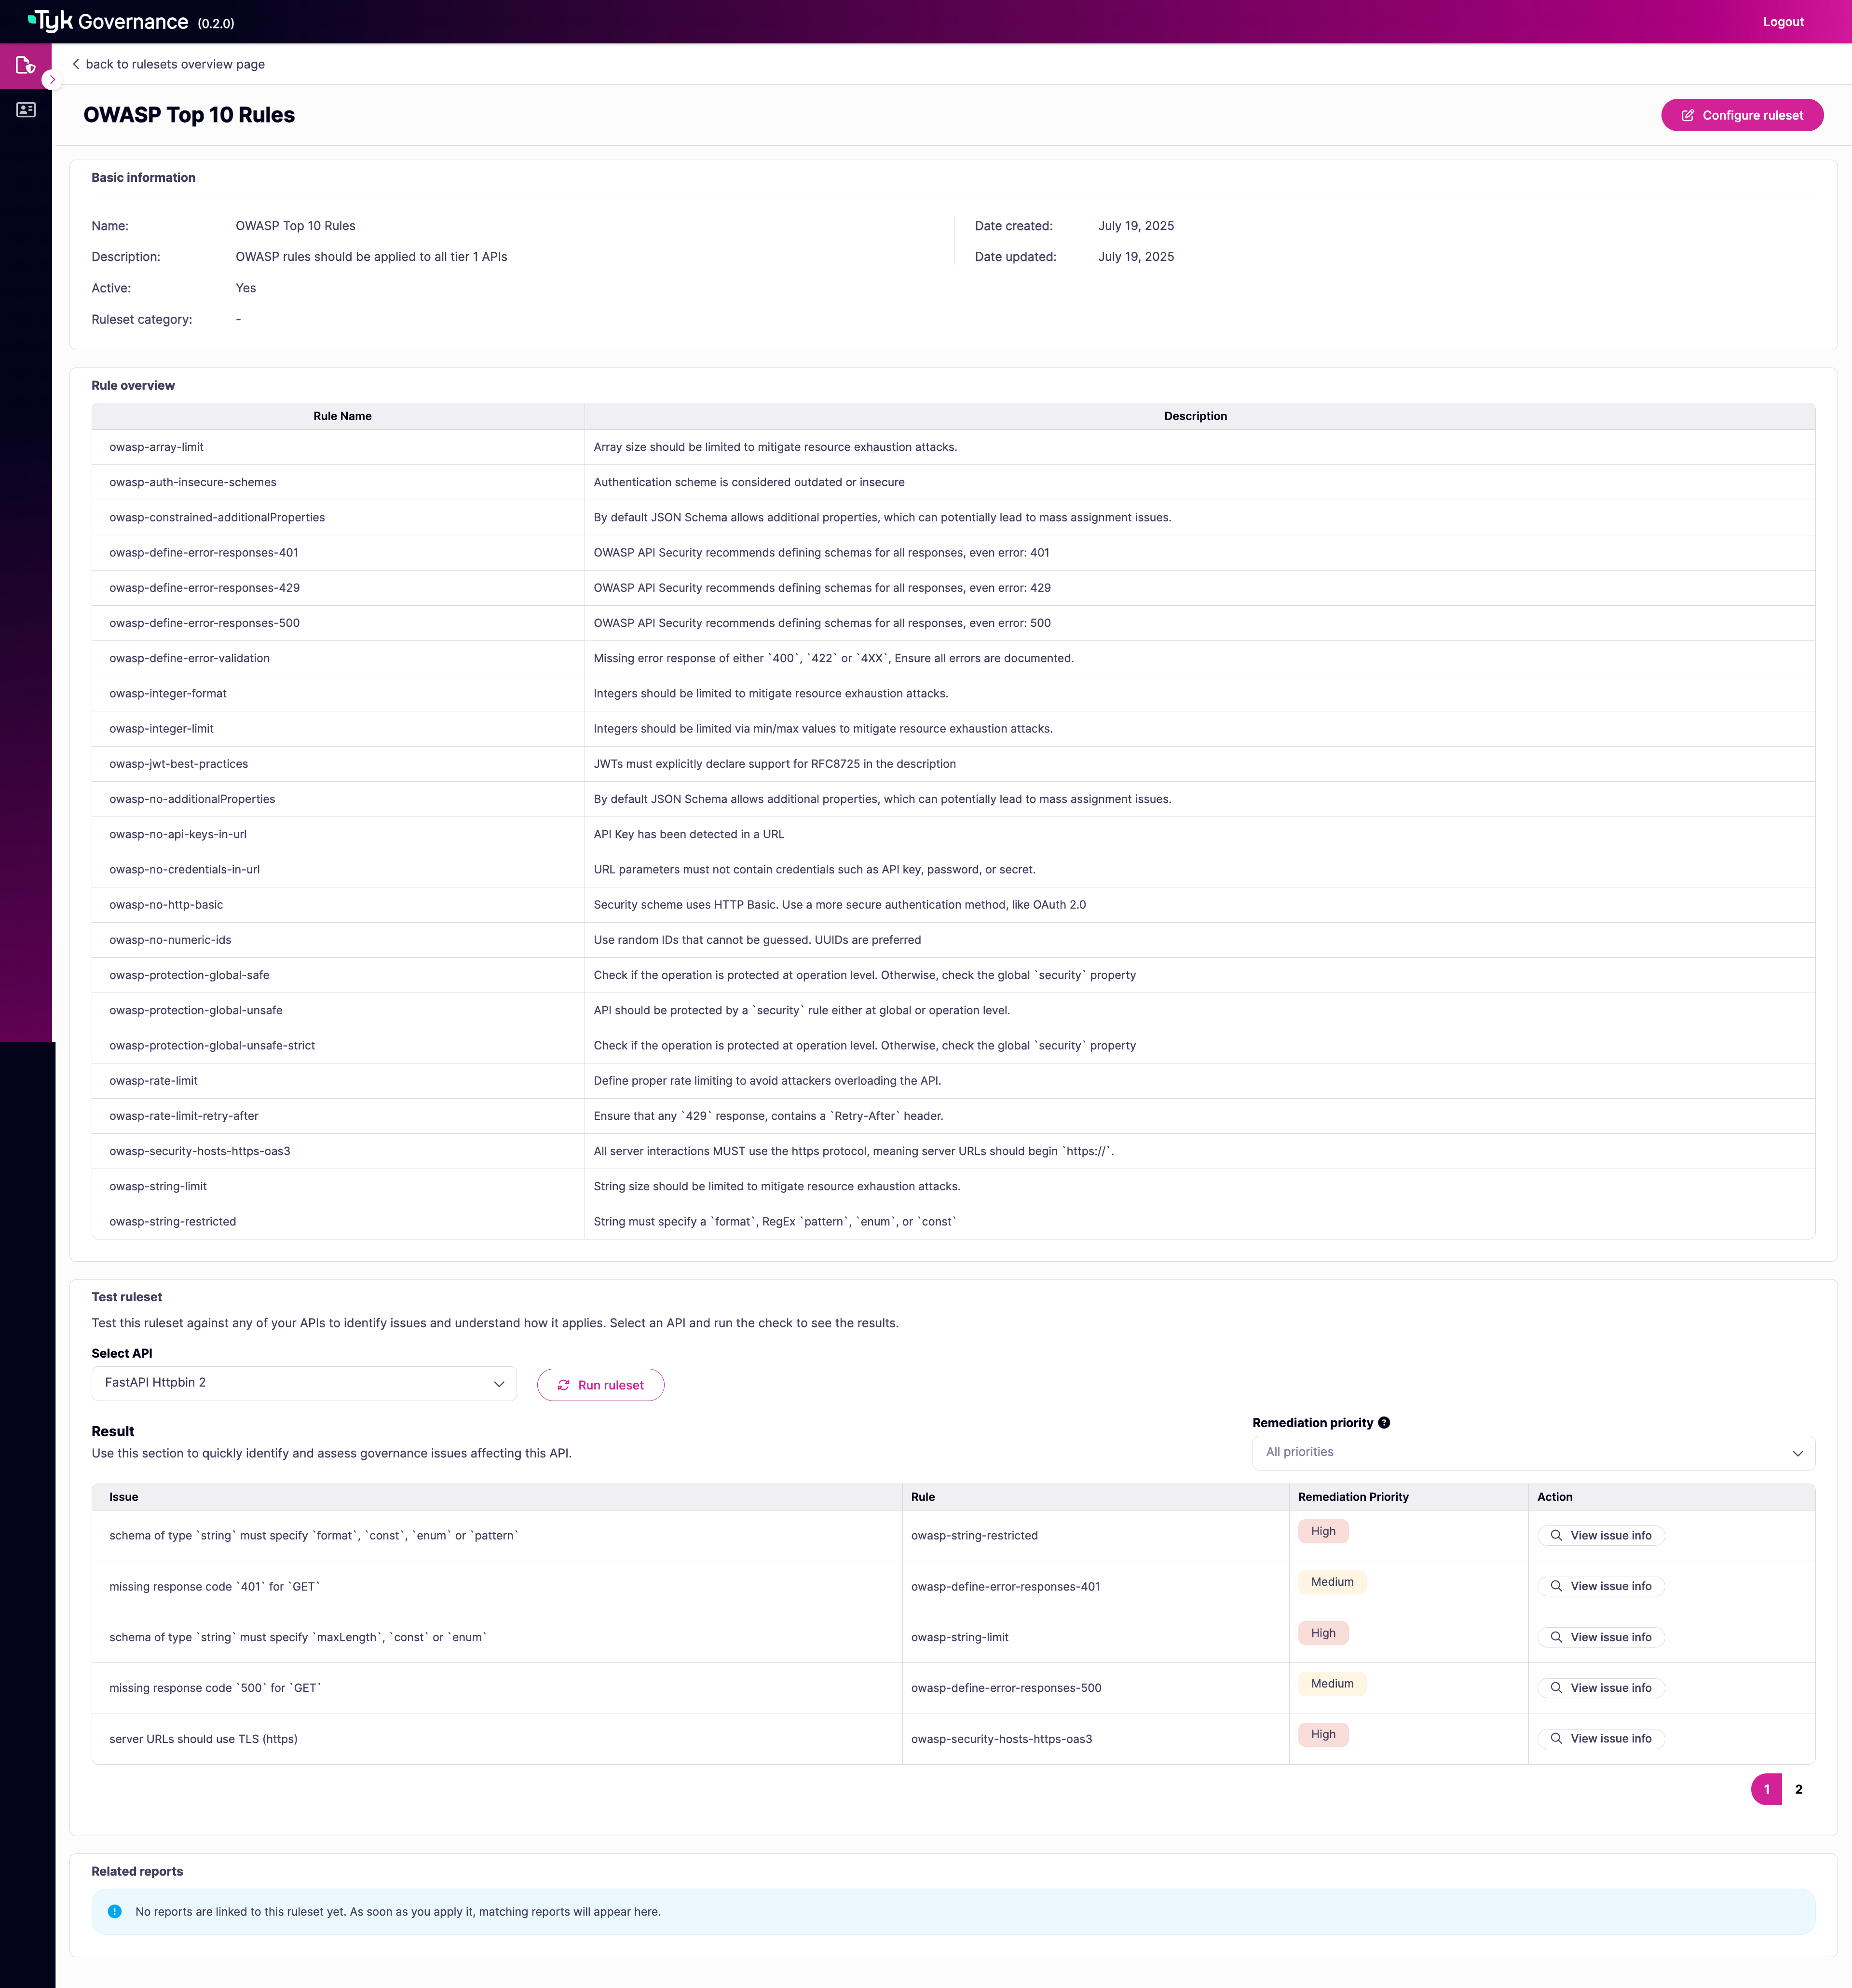 Tyk Governance (0.2.0)
Logout
back to rulesets overview page
OWASP Top 10 Rules
Configure ruleset
Basic information
Name: OWASP Top 10 Rules
Date created: July 19, 2025
Description: OWASP rules should be applied to all tier 1 APIs
Date updated: July 19, 2025
Active: Yes
Ruleset category: -
Rule overview
Rule Name Description
owasp-array-limit Array size should be limited to mitigate resource exhaustion attacks.
owasp-auth-insecure-schemes Authentication scheme is considered outdated or insecure
owasp-constrained-additionalProperties By default JSON Schema allows additional properties, which can potentially lead to mass assignment issues.
owasp-define-error-responses-401 OWASP API Security recommends defining schemas for all responses, even error: 401
owasp-define-error-responses-429 OWASP API Security recommends defining schemas for all responses, even error: 429
owasp-define-error-responses-500 OWASP API Security recommends defining schemas for all responses, even error: 500
owasp-define-error-validation Missing error response of either `400`, `422` or `4XX`, Ensure all errors are documented.
owasp-integer-format Integers should be limited to mitigate resource exhaustion attacks.
owasp-integer-limit Integers should be limited via min/max values to mitigate resource exhaustion attacks.
owasp-jwt-best-practices JWTs must explicitly declare support for RFC8725 in the description
owasp-no-additionalProperties By default JSON Schema allows additional properties, which can potentially lead to mass assignment issues.
owasp-no-api-keys-in-url API Key has been detected in a URL
owasp-no-credentials-in-url URL parameters must not contain credentials such as API key, password, or secret.
owasp-no-http-basic Security scheme uses HTTP Basic. Use a more secure authentication method, like OAuth 2.0
owasp-no-numeric-ids Use random IDs that cannot be guessed. UUIDs are preferred
owasp-protection-global-safe Check if the operation is protected at operation level. Otherwise, check the global `security` property
owasp-protection-global-unsafe API should be protected by a `security` rule either at global or operation level.
owasp-protection-global-unsafe-strict Check if the operation is protected at operation level. Otherwise, check the global `security` property
owasp-rate-limit Define proper rate limiting to avoid attackers overloading the API.
owasp-rate-limit-retry-after Ensure that any `429` response, contains a `Retry-After` header.
owasp-security-hosts-https-oas3 All server interactions MUST use the https protocol, meaning server URLs should begin `https://`.
owasp-string-limit String size should be limited to mitigate resource exhaustion attacks.
owasp-string-restricted String must specify a `format`, RegEx `pattern`, `enum`, or `const`
Test ruleset
Test this ruleset against any of your APIs to identify issues and understand how it applies. Select an API and run the check to see the results.
Select API
FastAPI Httpbin 2
Run ruleset
Result
Use this section to quickly identify and assess governance issues affecting this API.
Remediation priority ?
All priorities
Issue Rule Remediation Priority Action
schema of type `string` must specify `format`, `const`, `enum` or `pattern` owasp-string-restricted High View issue info
missing response code `401` for `GET` owasp-define-error-responses-401 Medium View issue info
schema of type `string` must specify `maxLength`, `const` or `enum` owasp-string-limit High View issue info
missing response code `500` for `GET` owasp-define-error-responses-500 Medium View issue info
server URLs should use TLS (https) owasp-security-hosts-https-oas3 High View issue info
1 2
Related reports
No reports are linked to this ruleset yet. As soon as you apply it, matching reports will appear here.